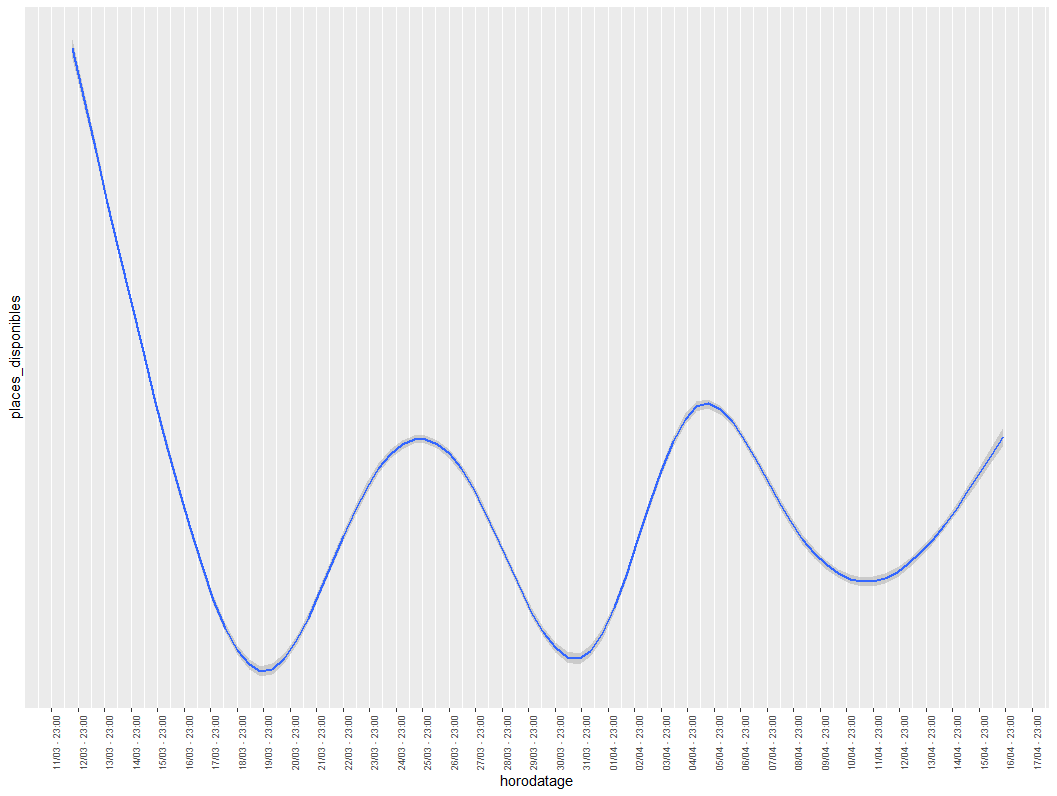 places_disponibles
11/03 - 23:00
12/03 - 23:00
13/03 - 23:00
14/03 - 23:00
15/03 - 23:00
16/03 - 23:00
17/03 - 23:00
18/03 - 23:00
19/03 - 23:00
20/03 - 23:00
21/03 - 23:00
22/03 - 23:00
23/03 - 23:00
24/03 - 23:00
25/03 - 23:00
26/03 - 23:00
27/03 - 23:00
28/03 - 23:00
29/03 - 23:00
30/03 - 23:00
31/03 - 23:00
01/04 - 23:00
02/04 - 23:00
03/04 - 23:00
04/04 - 23:00
05/04 - 23:00
06/04 - 23:00
07/04 - 23:00
08/04 - 23:00
09/04 - 23:00
10/04 - 23:00
11/04 - 23:00
12/04 - 23:00
13/04 - 23:00
14/04 - 23:00
15/04 - 23:00
16/04 - 23:00
17/04 - 23:00
horodatage